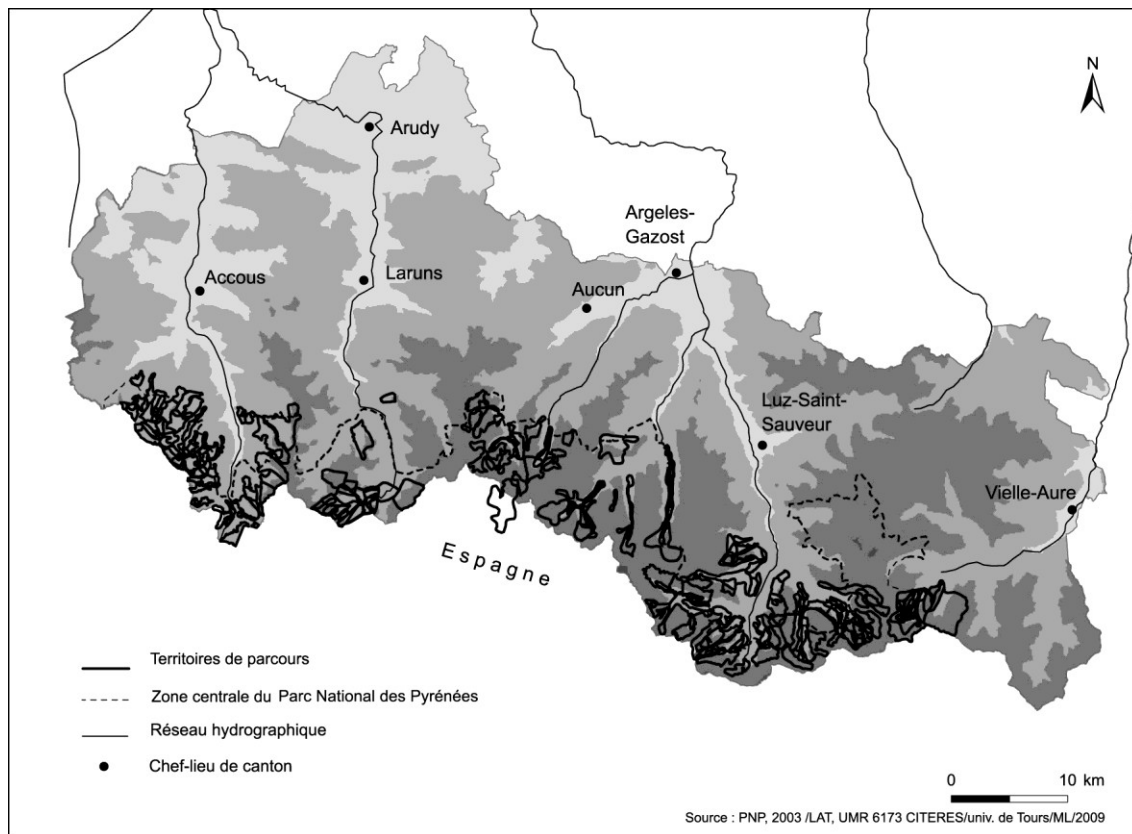 N
Arudy
Argeles-
Gazost
Laruns
Accous
Aucun
Luz-Saint-
Sauveur
Vielle-Aure
Espagne
Territoires de parcours
Zone centrale du Parc National des Pyrénées
Réseau hydrographique
Chef-lieu de canton
0 10 km
Source : PNP, 2003 /LAT, UMR 6173 CITERES/univ. de Tours/ML/2009